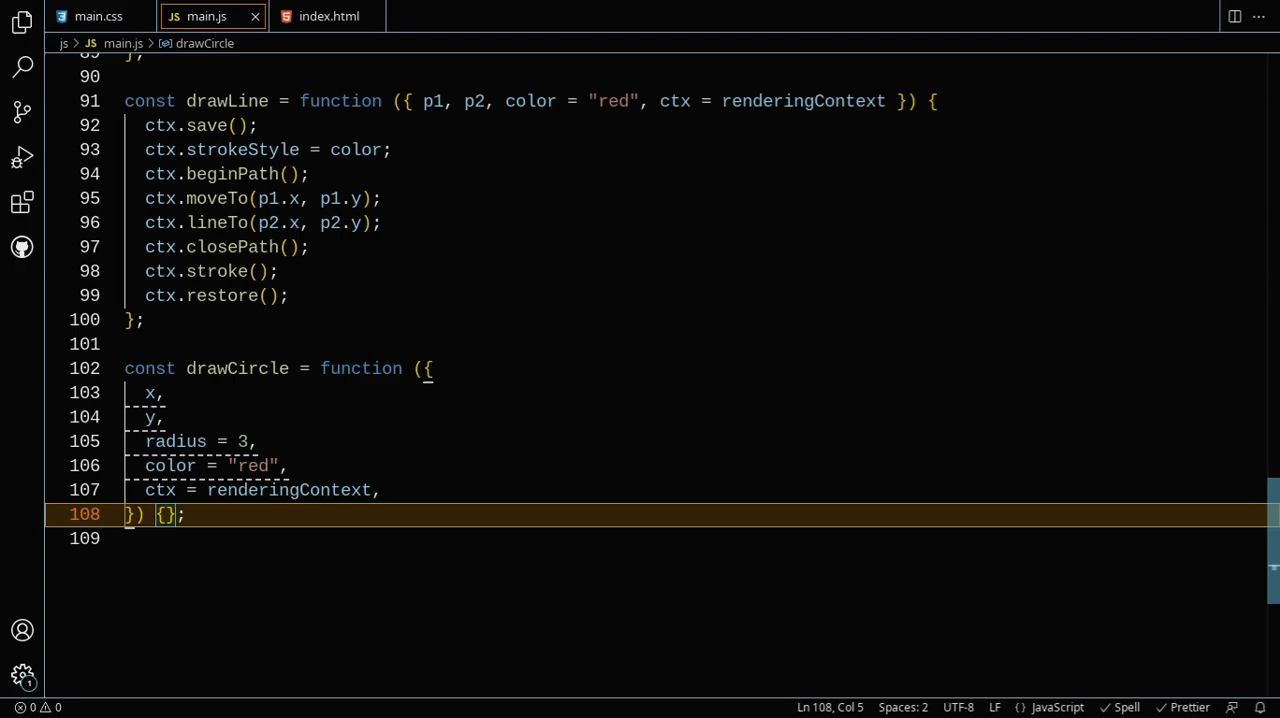 main.css
JS main.js
index.html
js > JS main.js > drawCircle
89 };
90
91 const drawLine = function ({ p1, p2, color = "red", ctx = renderingContext }) {
92 ctx.save();
93 ctx.strokeStyle = color;
94 ctx.beginPath();
95 ctx.moveTo(p1.x, p1.y);
96 ctx.lineTo(p2.x, p2.y);
97 ctx.closePath();
98 ctx.stroke();
99 ctx.restore();
100 };
101
102 const drawCircle = function ({
103 x,
104 y,
105 radius = 3,
106 color = "red",
107 ctx = renderingContext,
108 }) {};
109
1
0 0 Ln 108, Col 5 Spaces: 2 UTF-8 LF {} JavaScript Spell Prettier